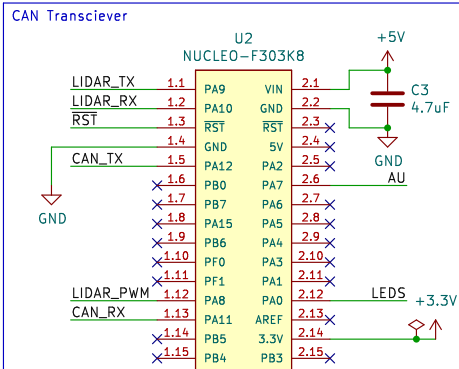 CAN Transciever
U2
NUCLEO-F303K8
+5V
LIDAR_TX 1.1 PA9 VIN 2.1
C3
LIDAR_RX 1.2 PA10 GND 2.2
4.7uF
RST 1.3 RST RST 2.3
1.4 GND 5V 2.4
GND
CAN_TX 1.5 PA12 PA2 2.5
1.6 PB0 PA7 2.6 AU
1.7 PB7 PA6 2.7
GND
1.8 PA15 PA5 2.8
1.9 PB6 PA4 2.9
1.10 PF0 PA3 2.10
1.11 PF1 PA1 2.11
LIDAR_PWM 1.12 PA8 PA0 2.12 LEDS
+3.3V
CAN_RX 1.13 PA11 AREF 2.13
1.14 PB5 3.3V 2.14
1.15 PB4 PB3 2.15